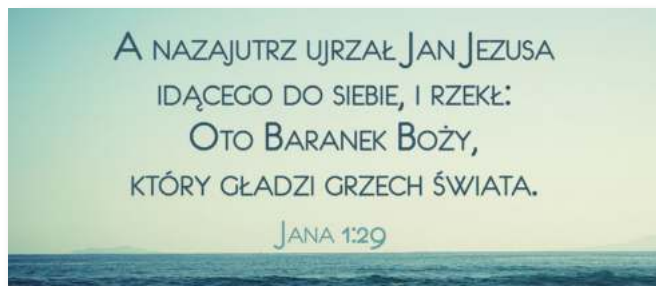 A NAZAJUTRZ UJRZAŁ JAN JEZUSA
IDĄCEGO DO SIEBIE, I RZEKŁ:
OTO BARANEK BOŻY,
KTÓRY GŁADZI GRZECH ŚWIATA.
JANA 1:29